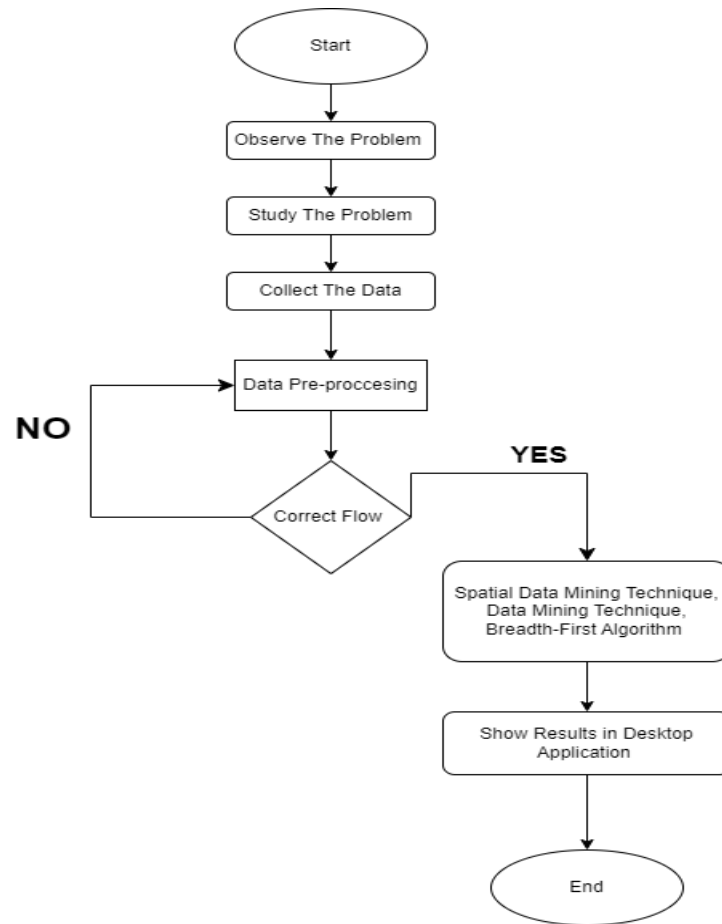 Start
Observe The Problem
Study The Problem
Collect The Data
Data Pre-proccesing
NO
Correct Flow
YES
Spatial Data Mining Technique,
Data Mining Technique,
Breadth-First Algorithm
Show Results in Desktop
Application
End